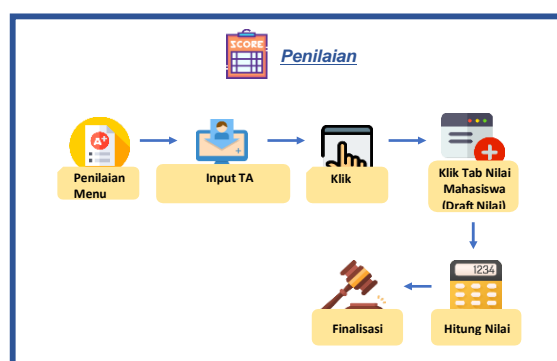 SCORE
Penilaian
A+
Penilaian
Menu
Input TA
Klik
Klik Tab Nilai
Mahasiswa
(Draft Nilai)
1234
Finalisasi
Hitung Nilai